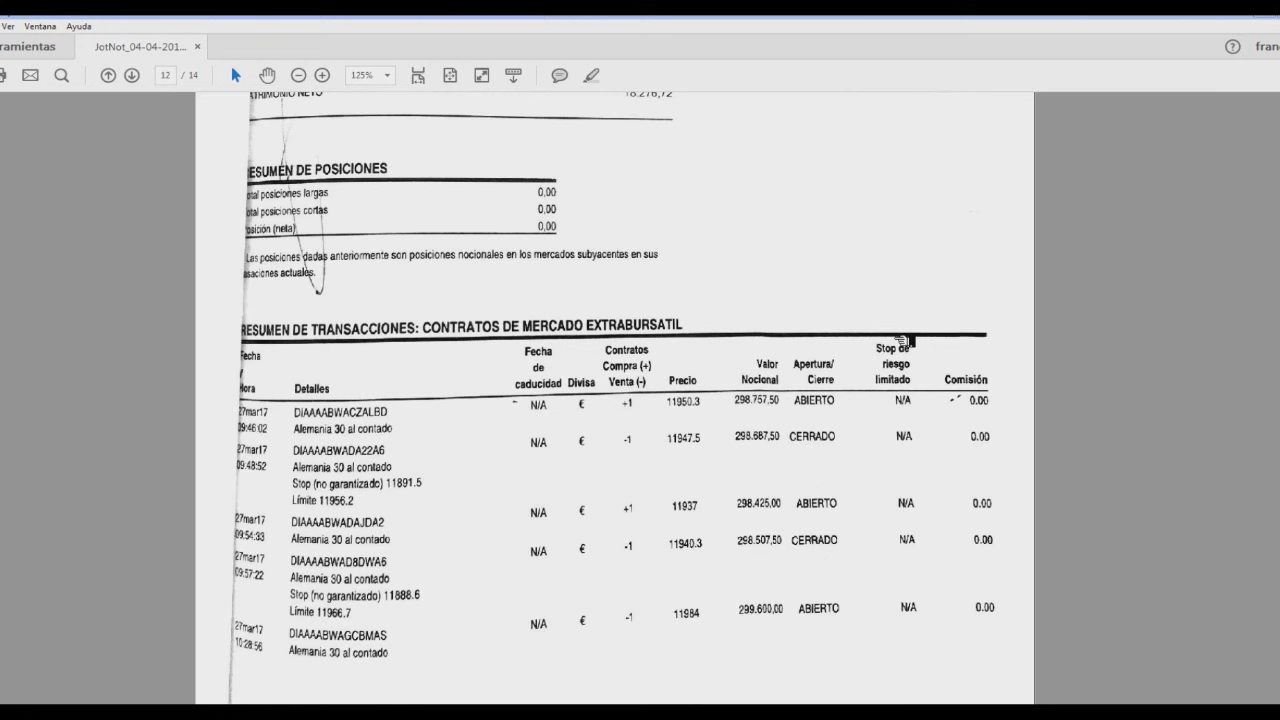 Ver Ventana Ayuda
ramientas JotNot_04-04-201... × ? fran
12 / 14 125%
ATRIMONIO NETO 18.276,72
ESUMEN DE POSICIONES
otal posiciones largas 0,00
otal posiciones cortas 0,00
osición (neta) 0,00
Las posiciones dadas anteriormente son posiciones nocionales en los mercados subyacentes en sus
asaciones actuales.
RESUMEN DE TRANSACCIONES: CONTRATOS DE MERCADO EXTRABURSATIL
Fecha Y Hora Detalles Fecha de caducidad Divisa Contratos Compra (+) Venta (-) Precio Valor Nocional Apertura/ Cierre Stop de riesgo limitado Comisión
27mar17 DIAAAABWACZALBD N/A € +1 11950.3 298.757,50 ABIERTO N/A 0.00
09:46:02 Alemania 30 al contado
27mar17 DIAAAABWADA22A6 N/A € -1 11947.5 298.687,50 CERRADO N/A 0.00
09:48:52 Alemania 30 al contado
Stop (no garantizado) 11891.5
Límite 11956.2
27mar17 DIAAAABWADAJDA2 N/A € +1 11937 298.425,00 ABIERTO N/A 0.00
09:54:33 Alemania 30 al contado
27mar17 DIAAAABWAD8DWA6 N/A € -1 11940.3 298.507,50 CERRADO N/A 0.00
09:57:22 Alemania 30 al contado
Stop (no garantizado) 11888.6
Límite 11966.7
27mar17 DIAAAABWAGCBMAS N/A € -1 11984 299.600,00 ABIERTO N/A 0.00
10:28:56 Alemania 30 al contado